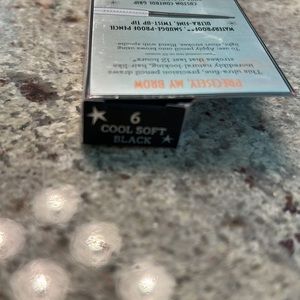 PRECISELY, MY BROW
This ultra-fine, precision pencil draws
incredibly natural looking, hair-like
strokes that last 12 hours*
Use: Apply pencil onto brows using
light, short strokes. Blend with spoolie
WATERPROOF** SMUDGE-PROOF PENCIL
ULTRA-FINE, TWIST-UP TIP
CUSTOM CONTROL GRIP
6
COOL SOFT
BLACK